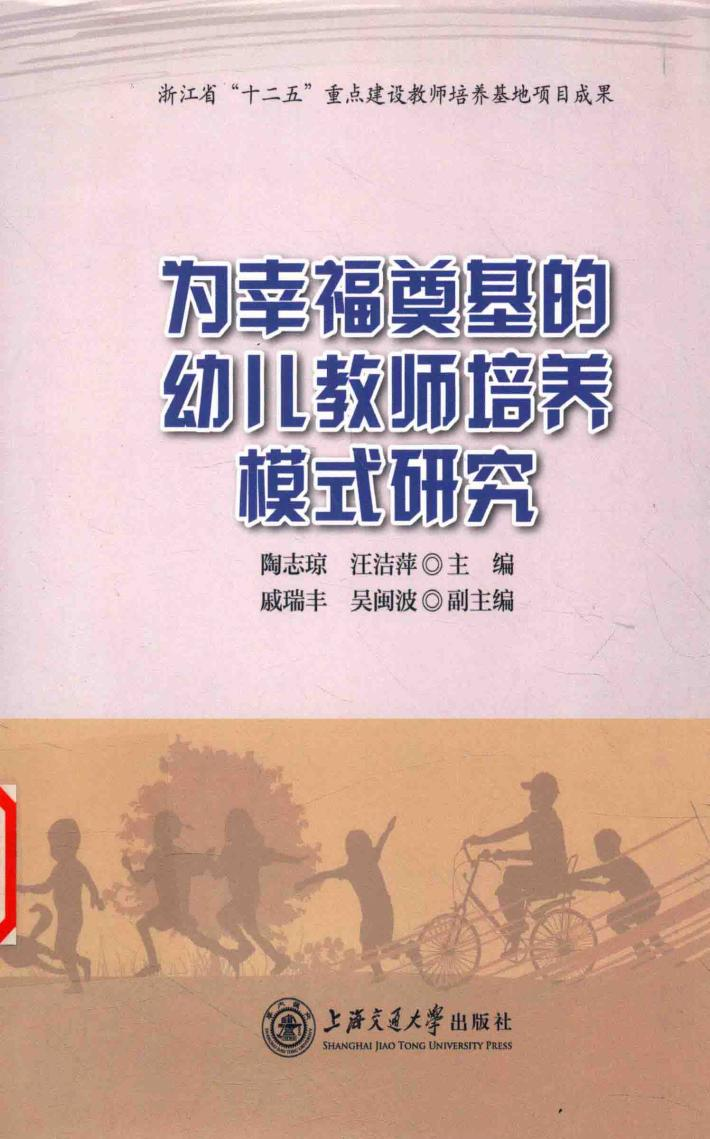 浙江省“十二五”重点建设教师培养基地项目成果
为幸福奠基的
幼儿教师培养
模式研究
陶志琼 汪洁萍◎主 编
戚瑞丰 吴闽波◎副主编
上海交通大学出版社
SHANGHAI JIAO TONG UNIVERSITY PRESS